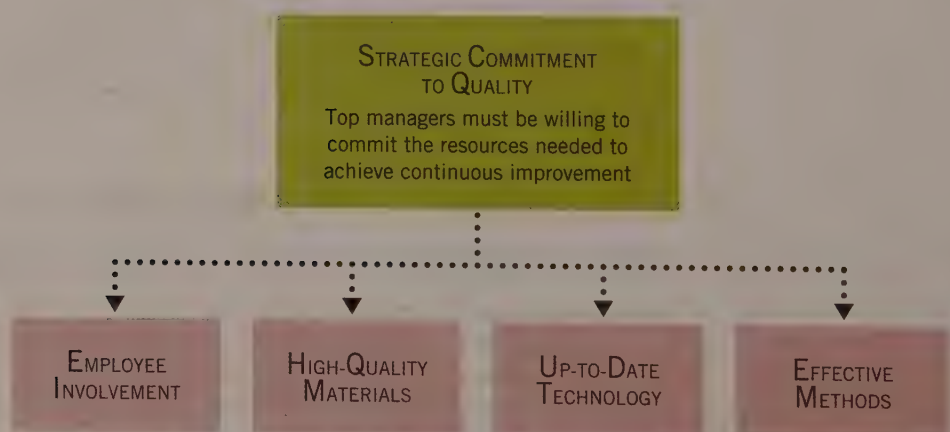 STRATEGIC COMMITMENT
TO QUALITY
Top managers must be willing to
commit the resources needed to
achieve continuous improvement
EMPLOYEE
INVOLVEMENT
HIGH-QUALITY
MATERIALS
UP-TO-DATE
TECHNOLOGY
EFFECTIVE
METHODS